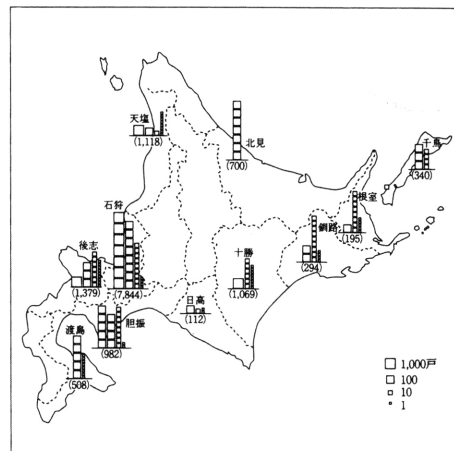 天塩
(1,118)
北見
(700)
千島
(340)
石狩
(7,844)
後志
(1,379)
根室
(195)
釧路
(294)
十勝
(1,069)
日高
(112)
胆振
(982)
渡島
(508)
1,000戸
100
10
1